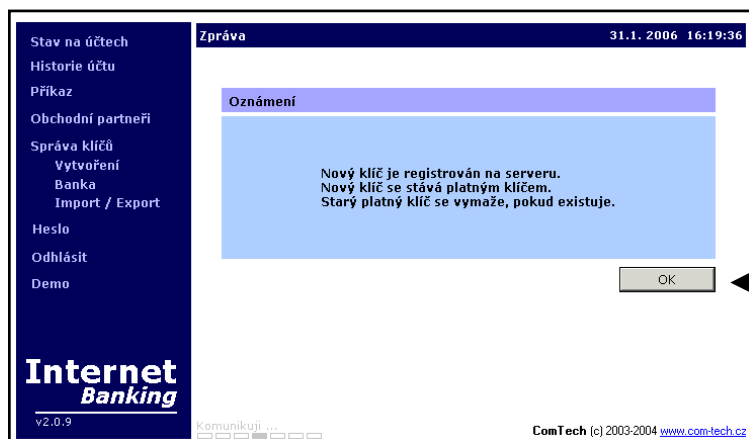 Stav na účtech
Historie účtu
Příkaz
Obchodní partneři
Správa klíčů
Vytvoření
Banka
Import / Export
Heslo
Odhlásit
Demo
Internet
Banking
v2.0.9
Zpráva 31.1. 2006 16:19:36
Oznámení
Nový klíč je registrován na serveru.
Nový klíč se stává platným klíčem.
Starý platný klíč se vymaže, pokud existuje.
OK
Komunikuji ...
ComTech (c) 2003-2004 www.com-tech.cz